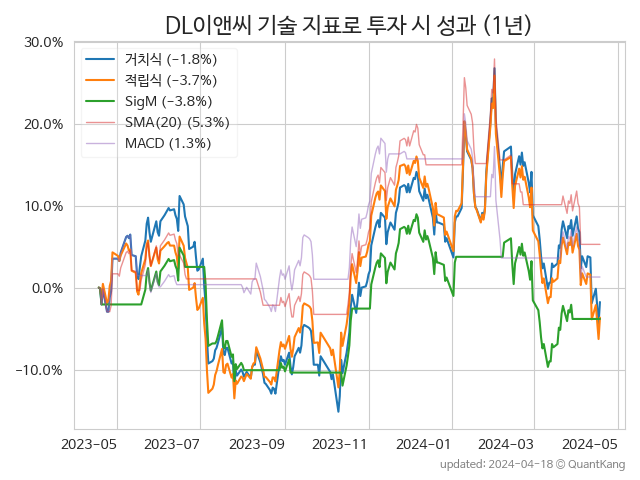 DL이앤씨 기술 지표로 투자 시 성과 (1년)
30.0%
20.0%
10.0%
0.0%
−10.0%
거치식 (−1.8%)
적립식 (−3.7%)
SigM (−3.8%)
SMA(20) (5.3%)
MACD (1.3%)
2023-05 2023-07 2023-09 2023-11 2024-01 2024-03 2024-05
updated: 2024-04-18 © QuantKang